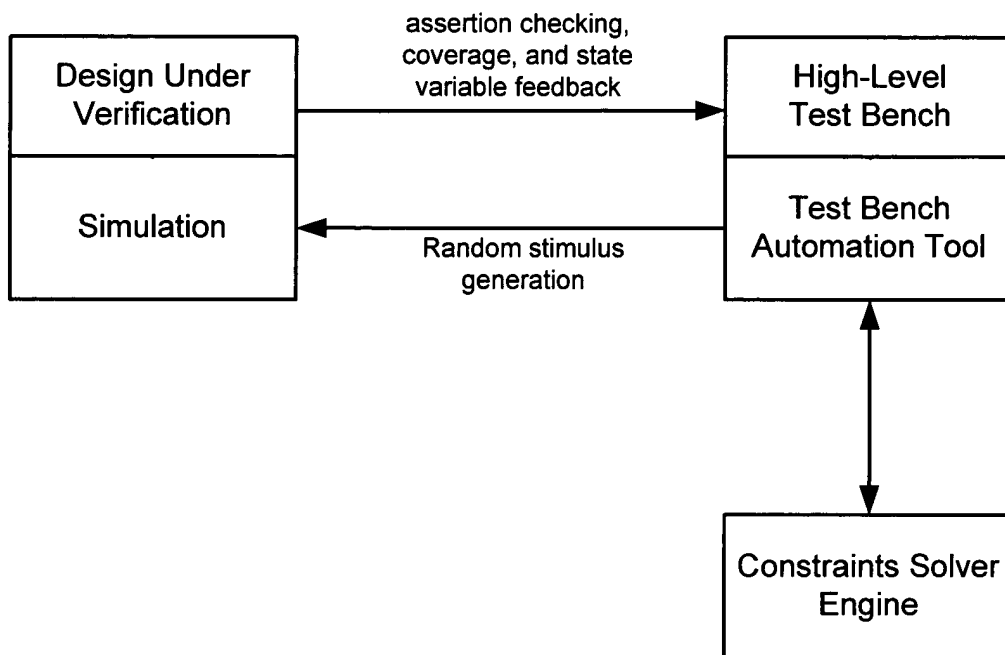 assertion checking,
coverage, and state
variable feedback
Design Under
Verification
High-Level
Test Bench
Simulation
Test Bench
Automation Tool
Random stimulus
generation
Constraints Solver
Engine